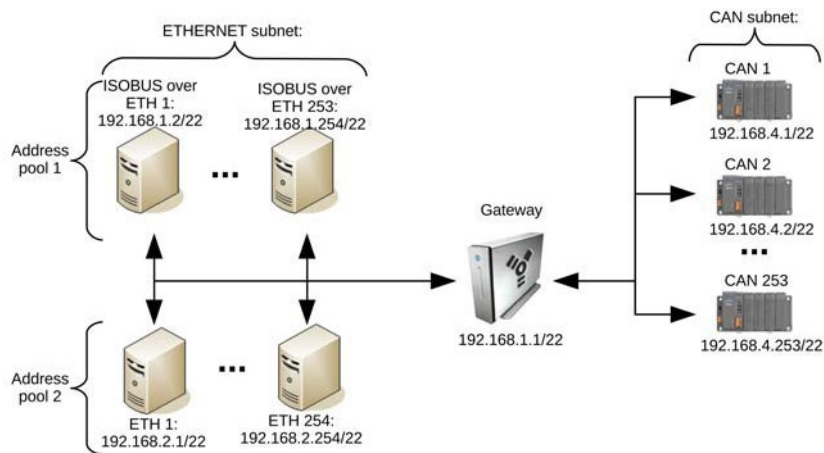 ETHERNET subnet:
CAN subnet:
ISOBUS over
ETH 1:
192.168.1.2/22
...
ISOBUS over
ETH 253:
192.168.1.254/22
Address
pool 1
Gateway
192.168.1.1/22
CAN 1
192.168.4.1/22
CAN 2
192.168.4.2/22
...
CAN 253
192.168.4.253/22
Address
pool 2
...
ETH 1:
192.168.2.1/22
ETH 254:
192.168.2.254/22